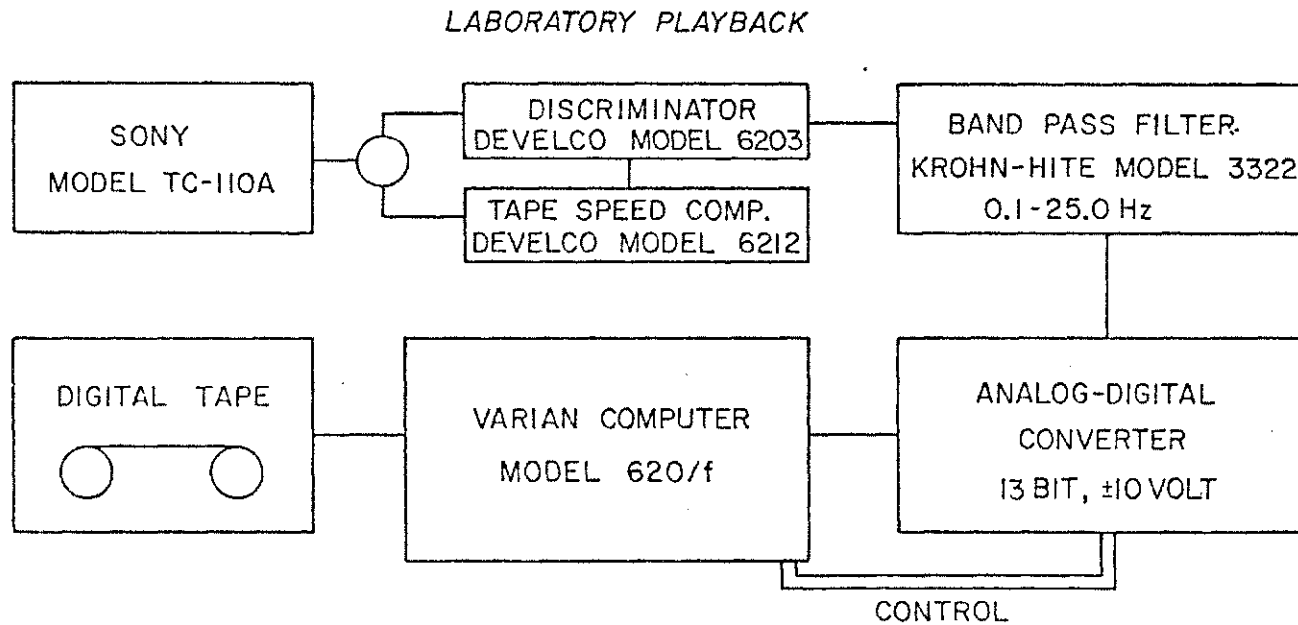 LABORATORY PLAYBACK
SONY
MODEL TC-110A
DISCRIMINATOR
DEVELCO MODEL 6203
TAPE SPEED COMP.
DEVELCO MODEL 6212
BAND PASS FILTER
KROHN-HITE MODEL 3322
0.1-25.0 Hz
DIGITAL TAPE
VARIAN COMPUTER
MODEL 620/f
ANALOG-DIGITAL
CONVERTER
13 BIT, ±10 VOLT
CONTROL